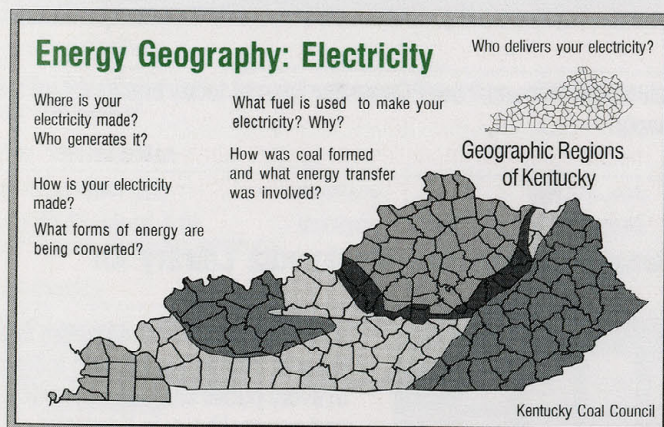 Energy Geography: Electricity
Who delivers your electricity?
Where is your
electricity made?
Who generates it?
How is your electricity
made?
What forms of energy are
being converted?
What fuel is used to make your
electricity? Why?
How was coal formed
and what energy transfer
was involved?
Geographic Regions
of Kentucky
Kentucky Coal Council